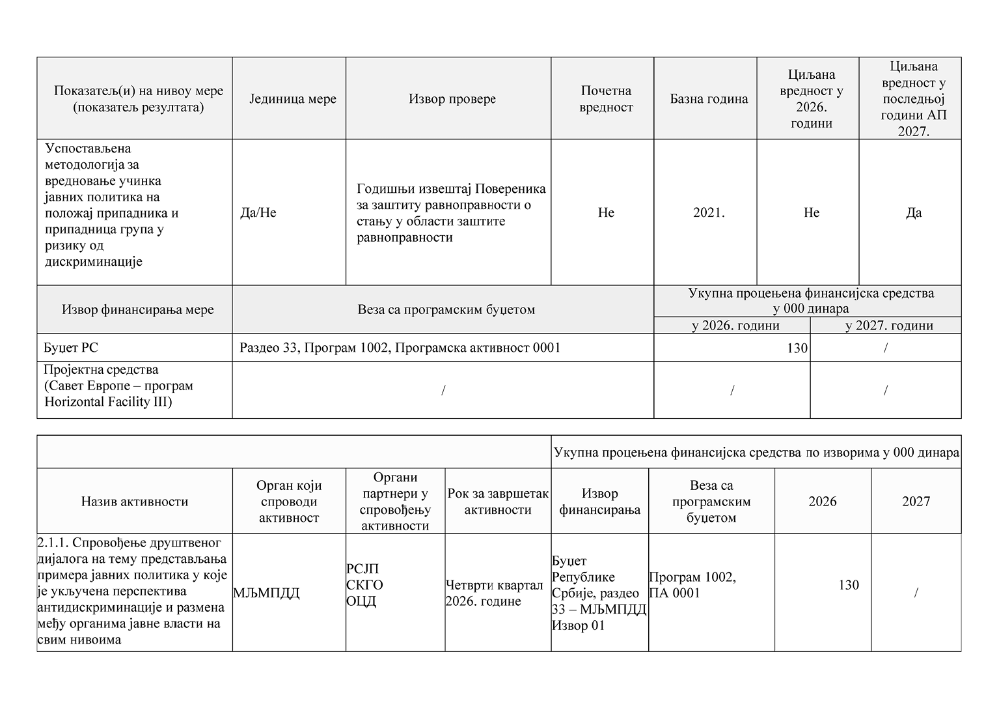 Показатељ(и) на нивоу мере
(показатељ резултата)
Јединица мере
Извор провере
Почетна
вредност
Базна година
Циљана
вредност у
2026.
години
Циљана
вредност у
последњој
години АП
2027.
Успостављена
методологија за
вредновање учинка
јавних политика на
положај припадника и
припадница група у
ризику од
дискриминације
Да/Не
Годишњи извештај Повереника
за заштиту равноправности о
стању у области заштите
равноправности
Не
2021.
Не
Да
Извор финансирања мере
Веза са програмским буџетом
Укупна процењена финансијска средства
у 000 динара
у 2026. години
у 2027. години
Буџет РС
Раздео 33, Програм 1002, Програмска активност 0001
130
/
Пројектна средства
(Савет Европе – програм
Horizontal Facility III)
/
/
/
Укупна процењена финансијска средства по изворима у 000 динара
Назив активности
Орган који
спроводи
активност
Органи
партнери у
спровођењу
активности
Рок за завршетак
активности
Извор
финансирања
Веза са
програмским
буџетом
2026
2027
2.1.1. Спровођење друштвеног
дијалога на тему представљања
примера јавних политика у које
је укључена перспектива
антидискриминације и размена
међу органима јавне власти на
свим нивоима
МЉМПДД
РСЈП
СКГО
ОЦД
Четврти квартал
2026. године
Буџет
Републике
Србије, раздео
33 – МЉМПДД
Извор 01
Програм 1002,
ПА 0001
130
/